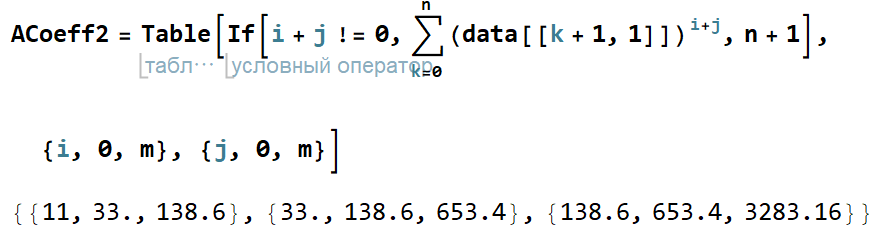 n
ACoeff2 = Table[If[i + j != 0, ∑ (data[[k + 1, 1]])^(i+j), n + 1],
табл… условный оператор
k=0
{i, 0, m}, {j, 0, m}]
{{11, 33., 138.6}, {33., 138.6, 653.4}, {138.6, 653.4, 3283.16}}